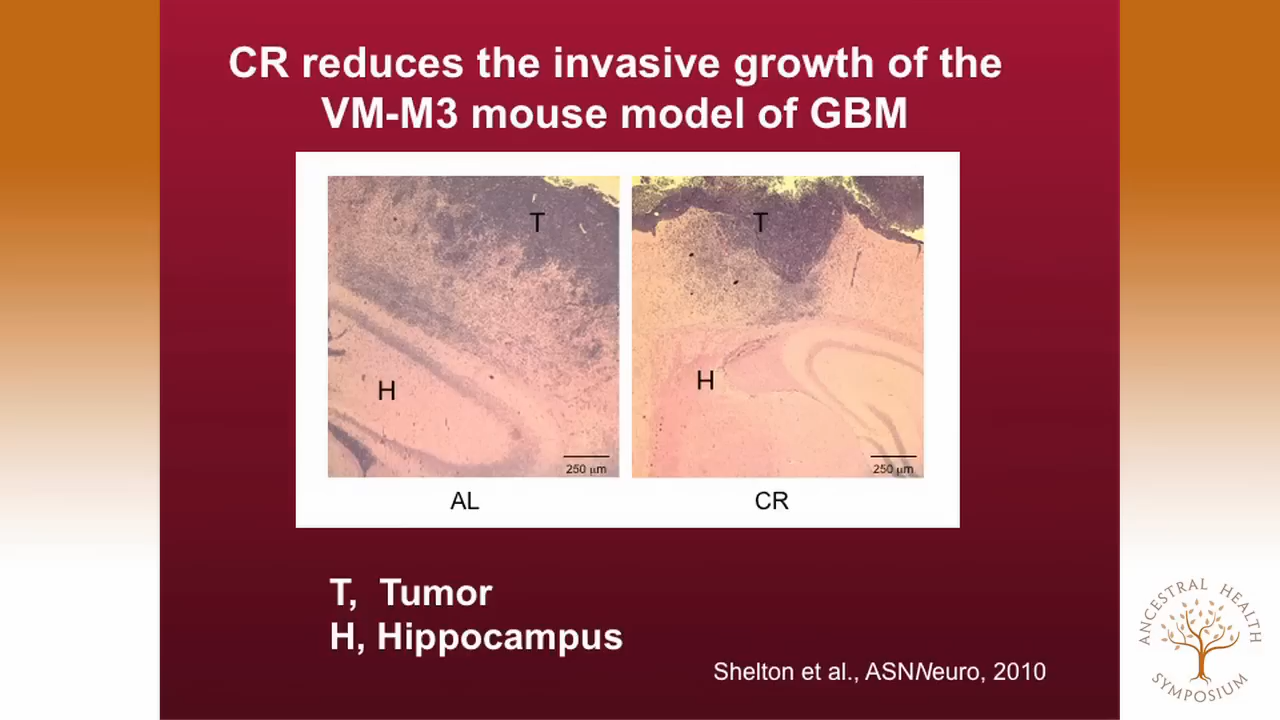 CR reduces the invasive growth of the
VM-M3 mouse model of GBM
T
T
H
H
250 μm
250 μm
AL
CR
T, Tumor
H, Hippocampus
Shelton et al., ASNNeuro, 2010
ANCESTRAL HEALTH
SYMPOSIUM